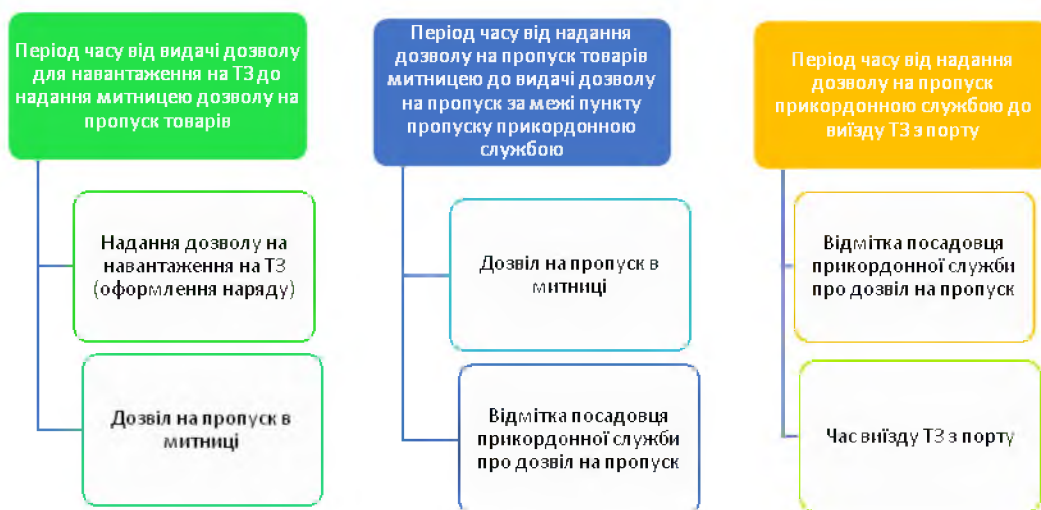 Період часу від видачі дозволу
для навантаження на ТЗ до
надання митницею дозволу на
пропуск товарів
Надання дозволу на
навантаження на ТЗ
(оформлення наряду)
Дозвіл на пропуск в
митниці
Період часу від надання
дозволу на пропуск товарів
митницею до видачі дозволу
на пропуск за межі пункту
пропуску прикордонною
службою
Дозвіл на пропуск в
митниці
Відмітка посадовця
прикордонної служби
про дозвіл на пропуск
Період часу від надання
дозволу на пропуск
прикордонною службою до
виїзду ТЗ з порту
Відмітка посадовця
прикордонної служби
про дозвіл на пропуск
Час виїзду ТЗ з порту